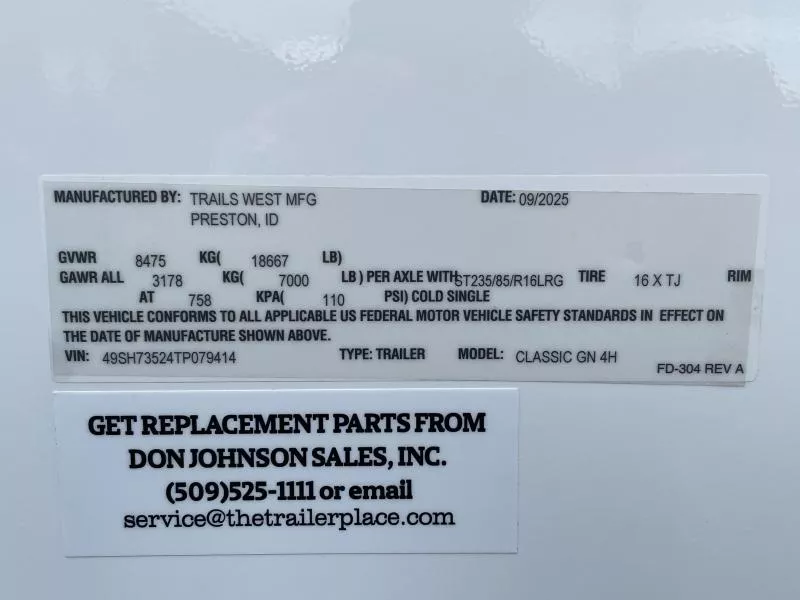 MANUFACTURED BY: TRAILS WEST MFG DATE: 09/2025
PRESTON, ID
GVWR 8475 KG( 18667 LB)
GAWR ALL 3178 KG( 7000 LB ) PER AXLE WITH ST235/85/R16LRG TIRE 16 X TJ RIM
AT 758 KPA( 110 PSI) COLD SINGLE
THIS VEHICLE CONFORMS TO ALL APPLICABLE US FEDERAL MOTOR VEHICLE SAFETY STANDARDS IN EFFECT ON
THE DATE OF MANUFACTURE SHOWN ABOVE.
VIN: 49SH73524TP079414 TYPE: TRAILER MODEL: CLASSIC GN 4H
FD-304 REV A
GET REPLACEMENT PARTS FROM
DON JOHNSON SALES, INC.
(509)525-1111 or email
service@thetrailerplace.com